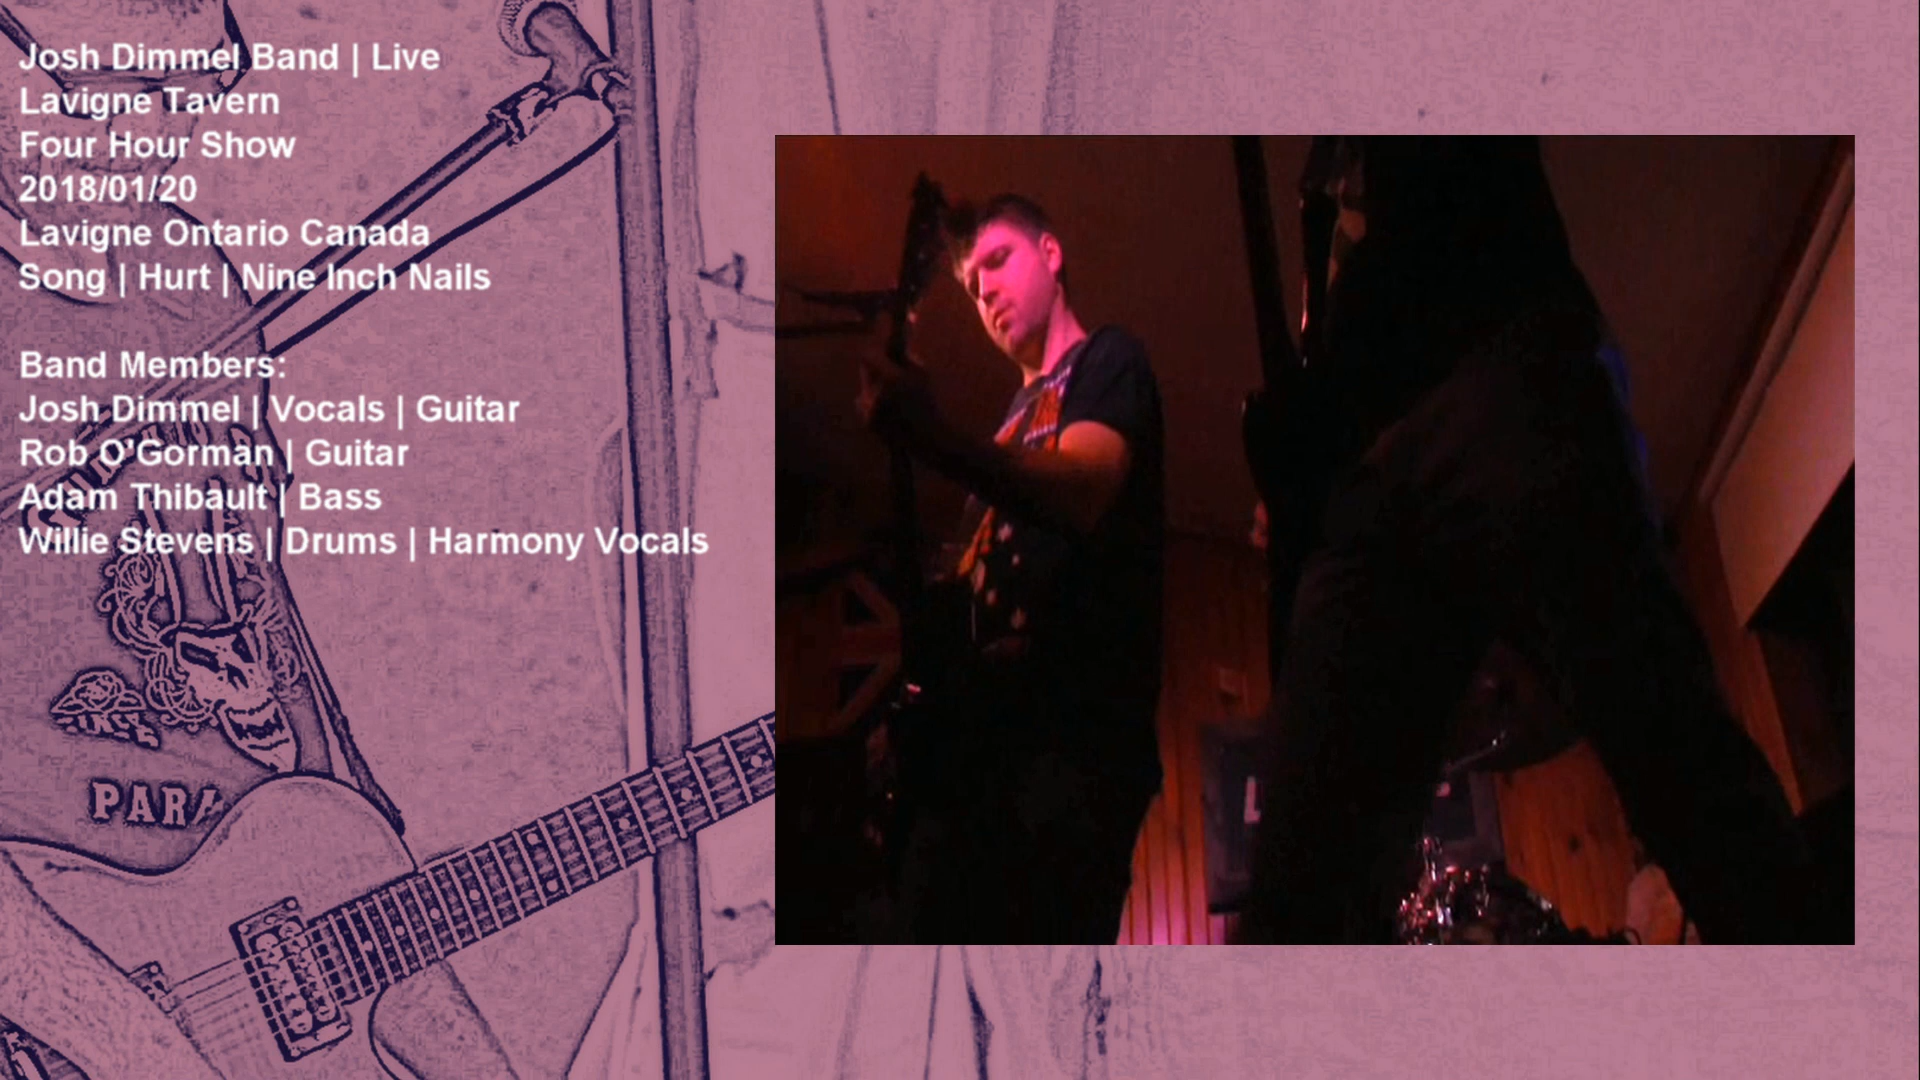 Josh Dimmel Band | Live
Lavigne Tavern
Four Hour Show
2018/01/20
Lavigne Ontario Canada
Song | Hurt | Nine Inch Nails
Band Members:
Josh Dimmel | Vocals | Guitar
Rob O'Gorman | Guitar
Adam Thibault | Bass
Willie Stevens | Drums | Harmony Vocals
PARA